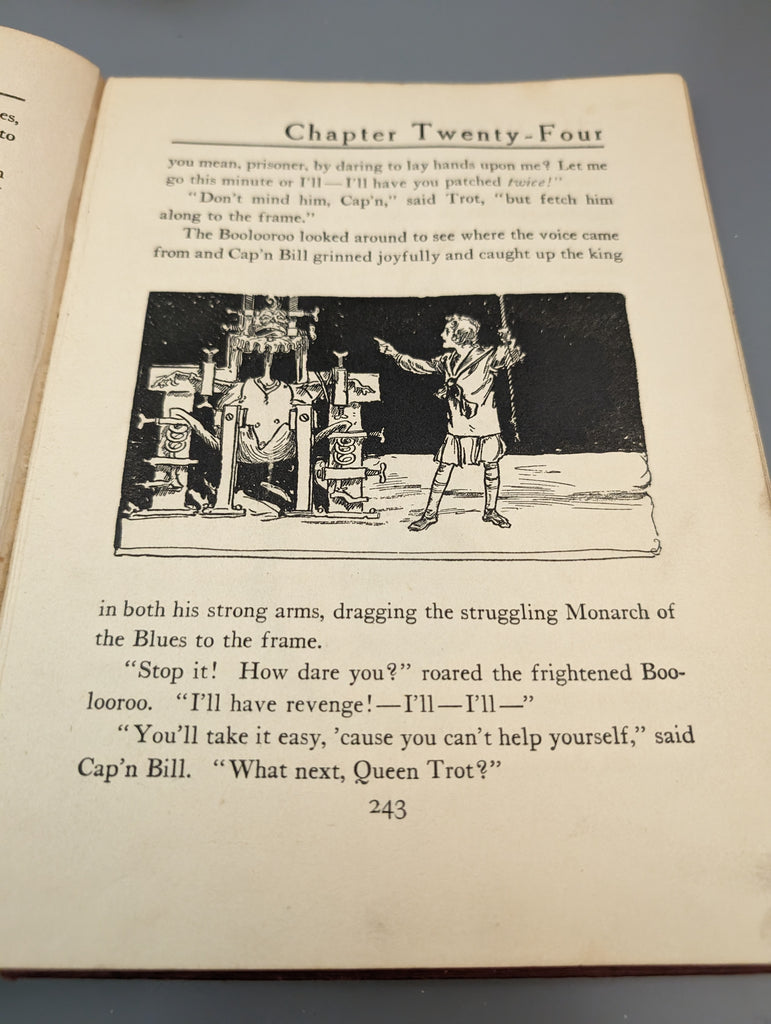 es,
to
Chapter Twenty-Four
you mean, prisoner, by daring to lay hands upon me? Let me
go this minute or I'll—I'll have you patched twice!"
"Don't mind him, Cap'n," said Trot, "but fetch him
along to the frame."
The Boolooroo looked around to see where the voice came
from and Cap'n Bill grinned joyfully and caught up the king
in both his strong arms, dragging the struggling Monarch of
the Blues to the frame.
"Stop it! How dare you?" roared the frightened Boo-
looroo. "I'll have revenge!—I'll—I'll—"
"You'll take it easy, 'cause you can't help yourself," said
Cap'n Bill. "What next, Queen Trot?"
243